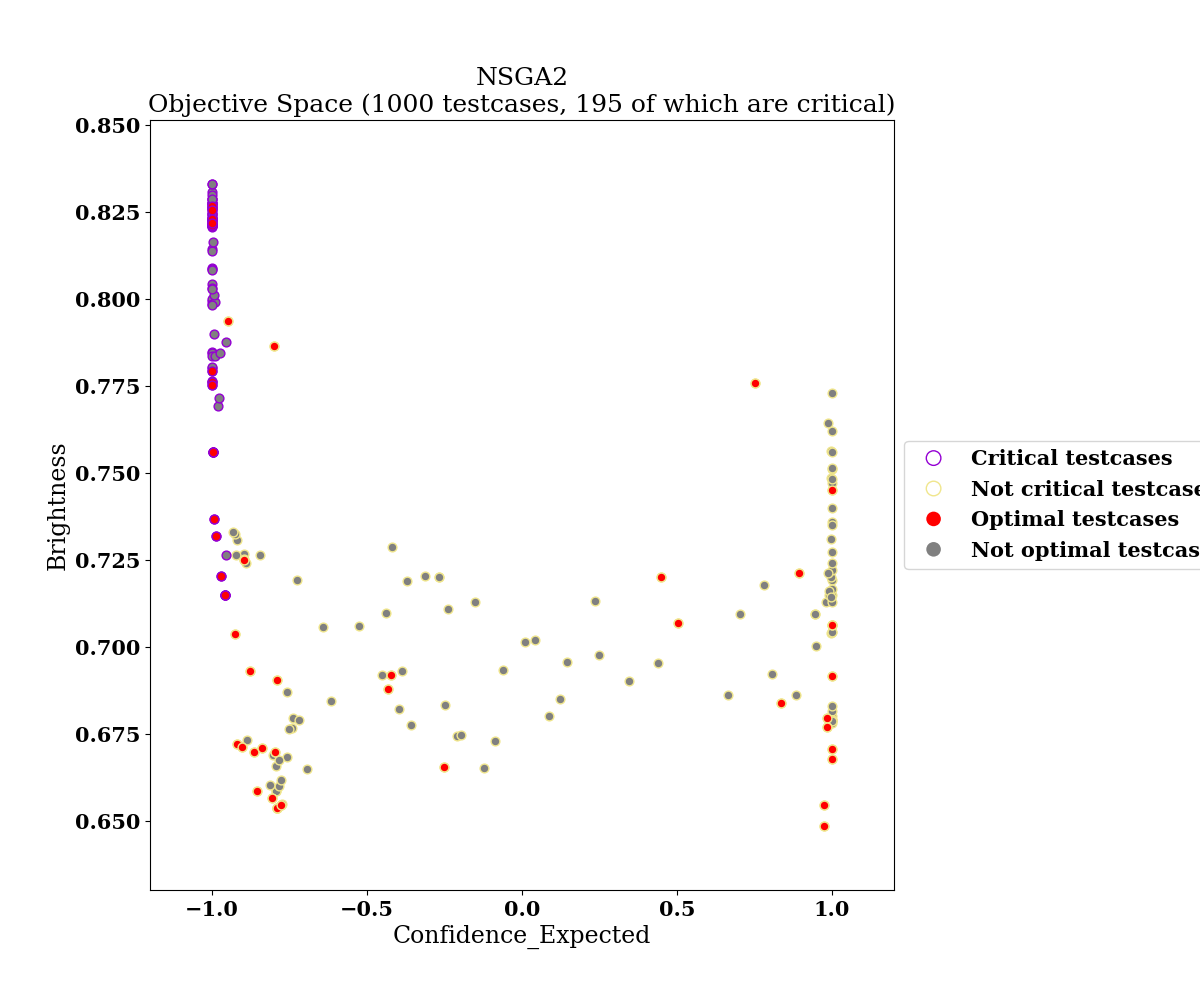 NSGA2
Objective Space (1000 testcases, 195 of which are critical)
0.850
0.825
0.800
0.775
0.750
0.725
0.700
0.675
0.650
Brightness
−1.0
−0.5
0.0
0.5
1.0
Confidence_Expected
Critical testcases
Not critical testcase
Optimal testcases
Not optimal testcas